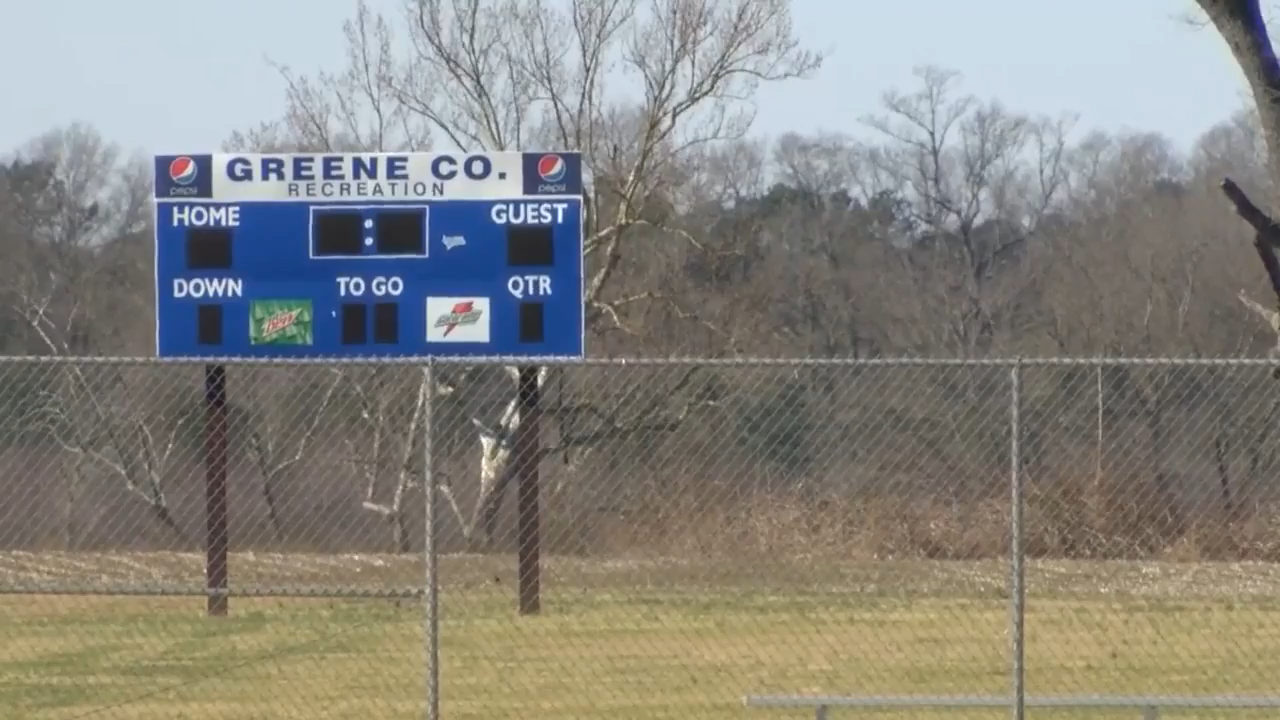 GREENE CO.
RECREATION
pepsi
pepsi
HOME
:
GUEST
DOWN
TO GO
QTR